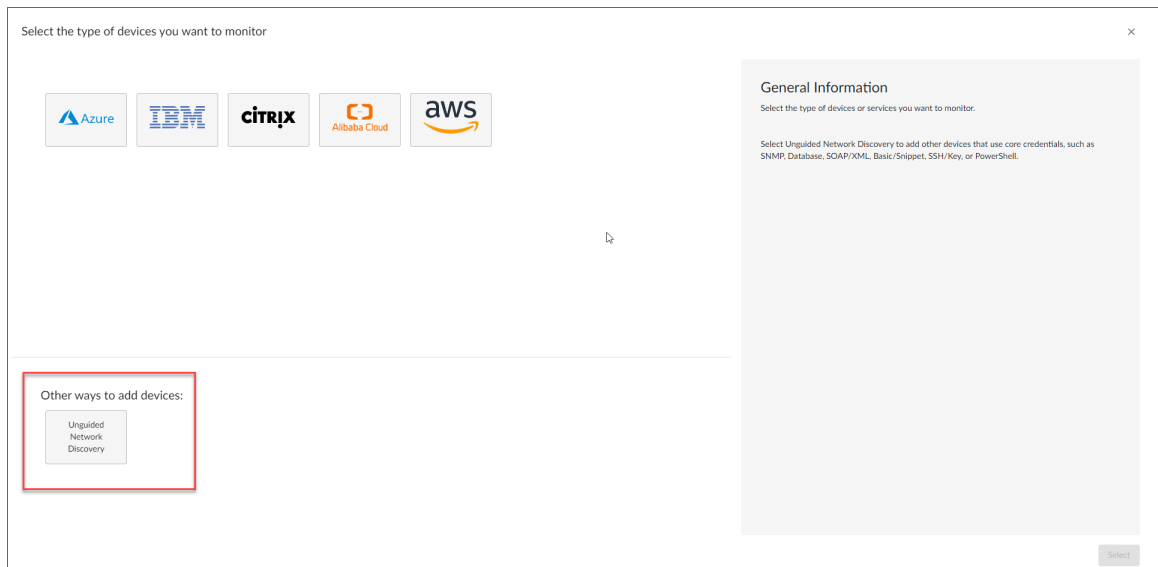 Select the type of devices you want to monitor
×
Azure
IBM
CİTRIX
Alibaba Cloud
aws
General Information
Select the type of devices or services you want to monitor.
Select Unguided Network Discovery to add other devices that use core credentials, such as
SNMP, Database, SOAP/XML, Basic/Snippet, SSH/Key, or PowerShell.
Other ways to add devices:
Unguided
Network
Discovery
Select